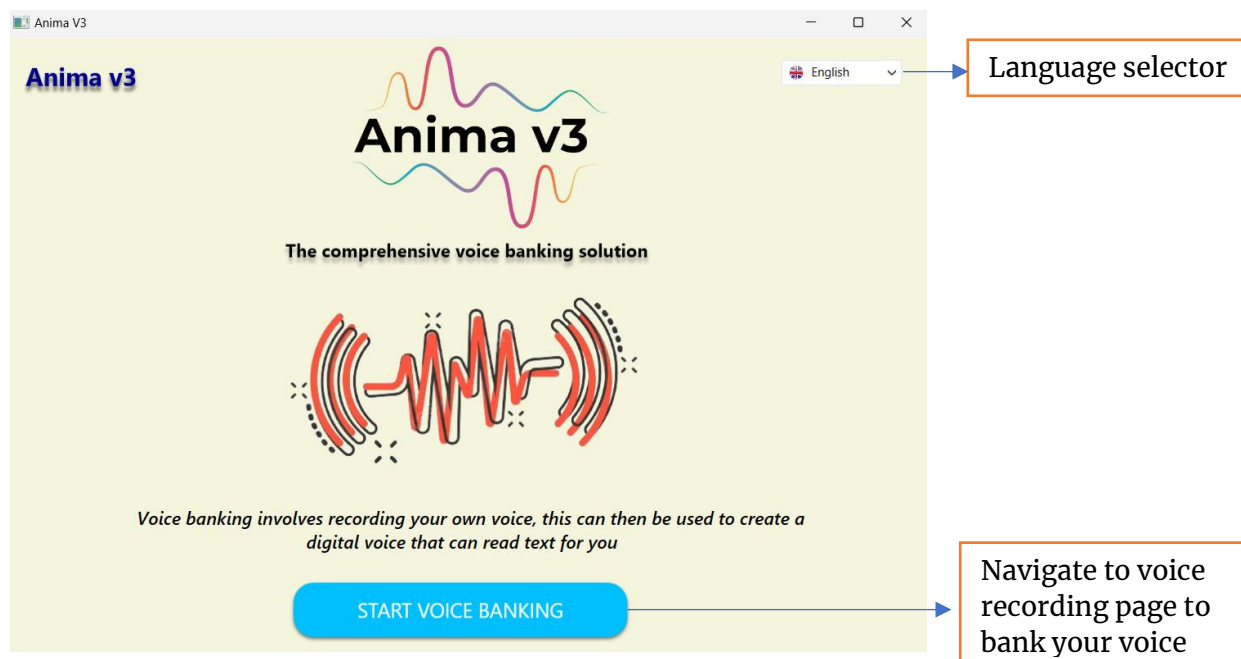 Anima V3
Anima v3
English
Language selector
Anima v3
The comprehensive voice banking solution
Voice banking involves recording your own voice, this can then be used to create a
digital voice that can read text for you
START VOICE BANKING
Navigate to voice
recording page to
bank your voice